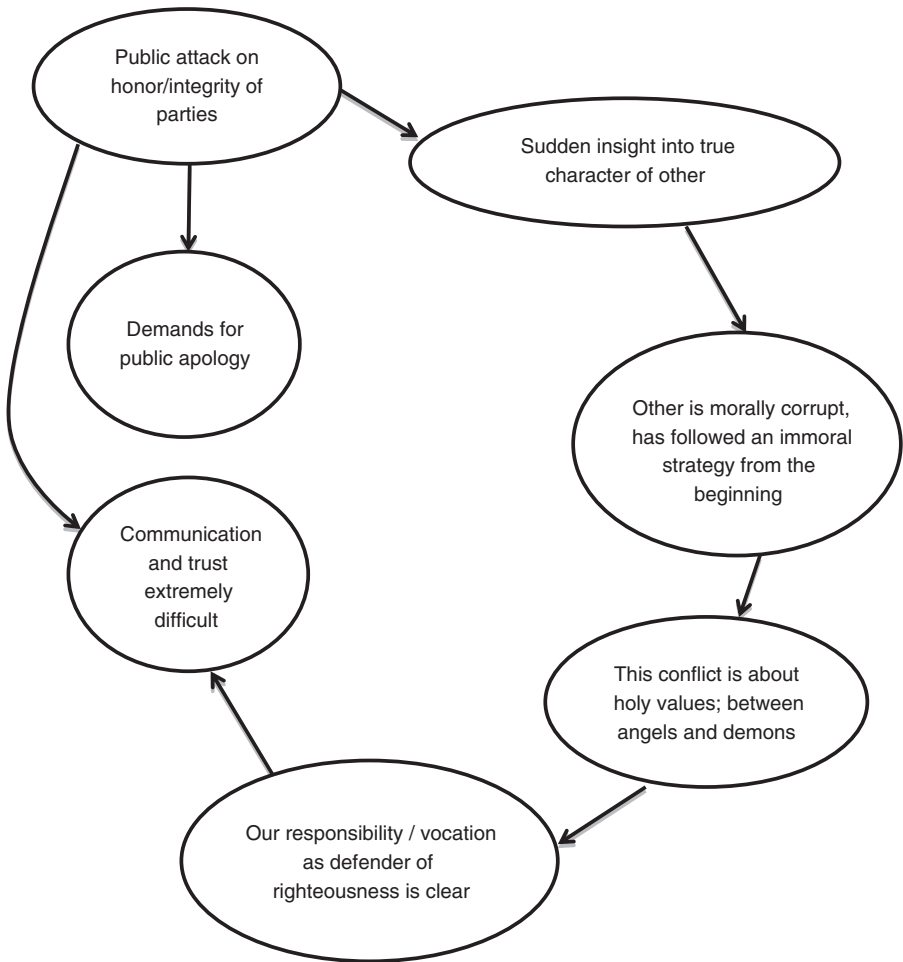 Public attack on
honor/integrity of
parties
Sudden insight into true
character of other
Demands for
public apology
Other is morally corrupt,
has followed an immoral
strategy from the
beginning
Communication
and trust
extremely
difficult
This conflict is about
holy values; between
angels and demons
Our responsibility / vocation
as defender of
righteousness is clear